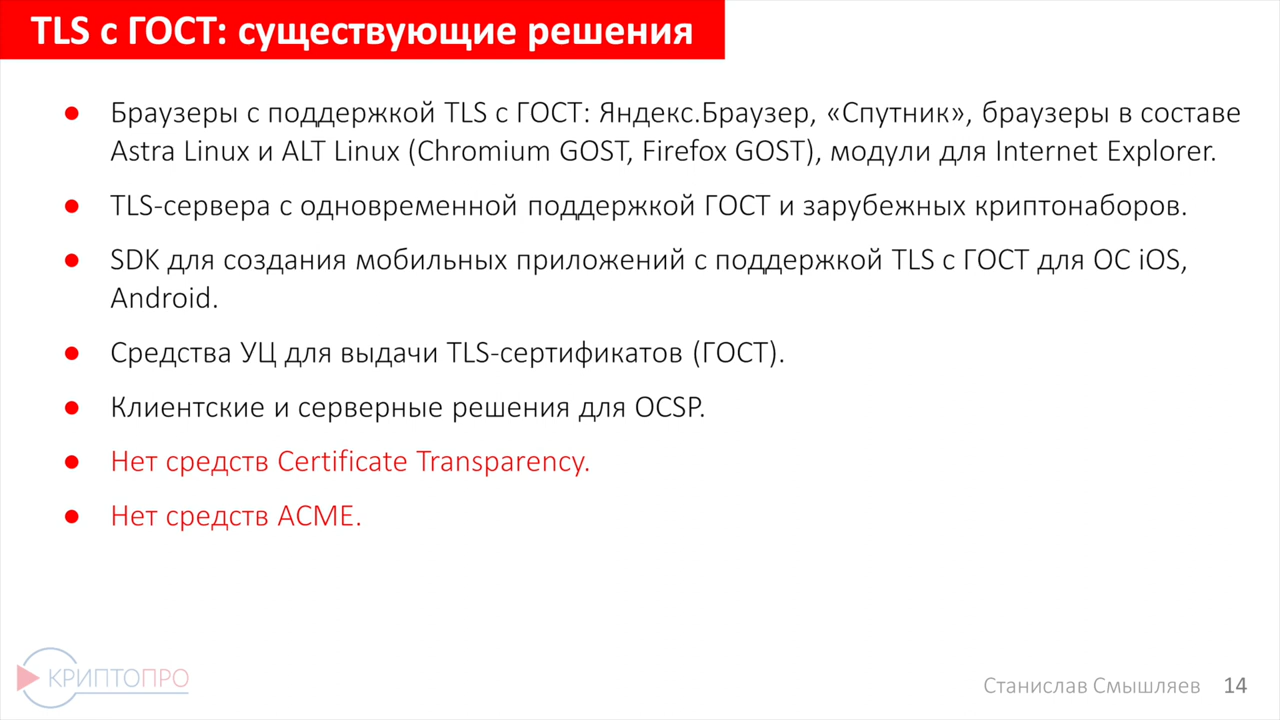 TLS с ГОСТ: существующие решения
● Браузеры с поддержкой TLS с ГОСТ: Яндекс.Браузер, «Спутник», браузеры в составе
Astra Linux и ALT Linux (Chromium GOST, Firefox GOST), модули для Internet Explorer.
● TLS-сервера с одновременной поддержкой ГОСТ и зарубежных криптонаборов.
● SDK для создания мобильных приложений с поддержкой TLS с ГОСТ для ОС iOS,
Android.
● Средства УЦ для выдачи TLS-сертификатов (ГОСТ).
● Клиентские и серверные решения для OCSP.
● Нет средств Certificate Transparency.
● Нет средств ACME.
КРИПТОПРО
Станислав Смышляев 14